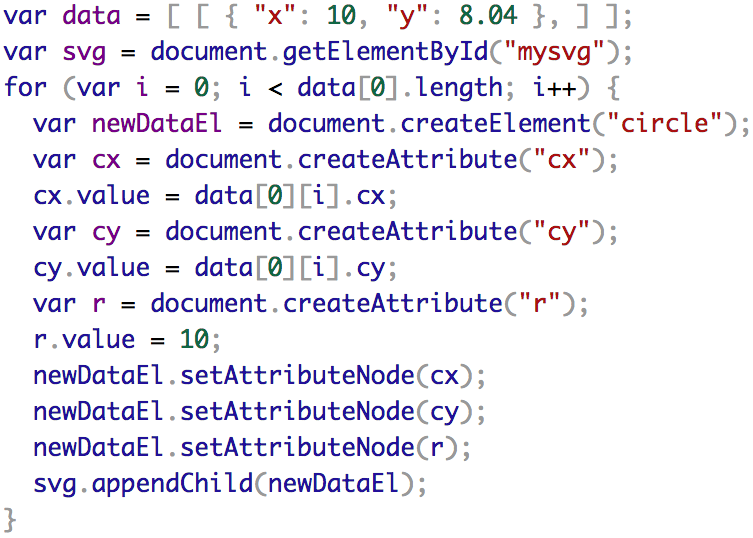 var data = [ [ { "x": 10, "y": 8.04 }, ] ];
var svg = document.getElementById("mysvg");
for (var i = 0; i < data[0].length; i++) {
  var newDataEl = document.createElement("circle");
  var cx = document.createAttribute("cx");
  cx.value = data[0][i].cx;
  var cy = document.createAttribute("cy");
  cy.value = data[0][i].cy;
  var r = document.createAttribute("r");
  r.value = 10;
  newDataEl.setAttributeNode(cx);
  newDataEl.setAttributeNode(cy);
  newDataEl.setAttributeNode(r);
  svg.appendChild(newDataEl);
}